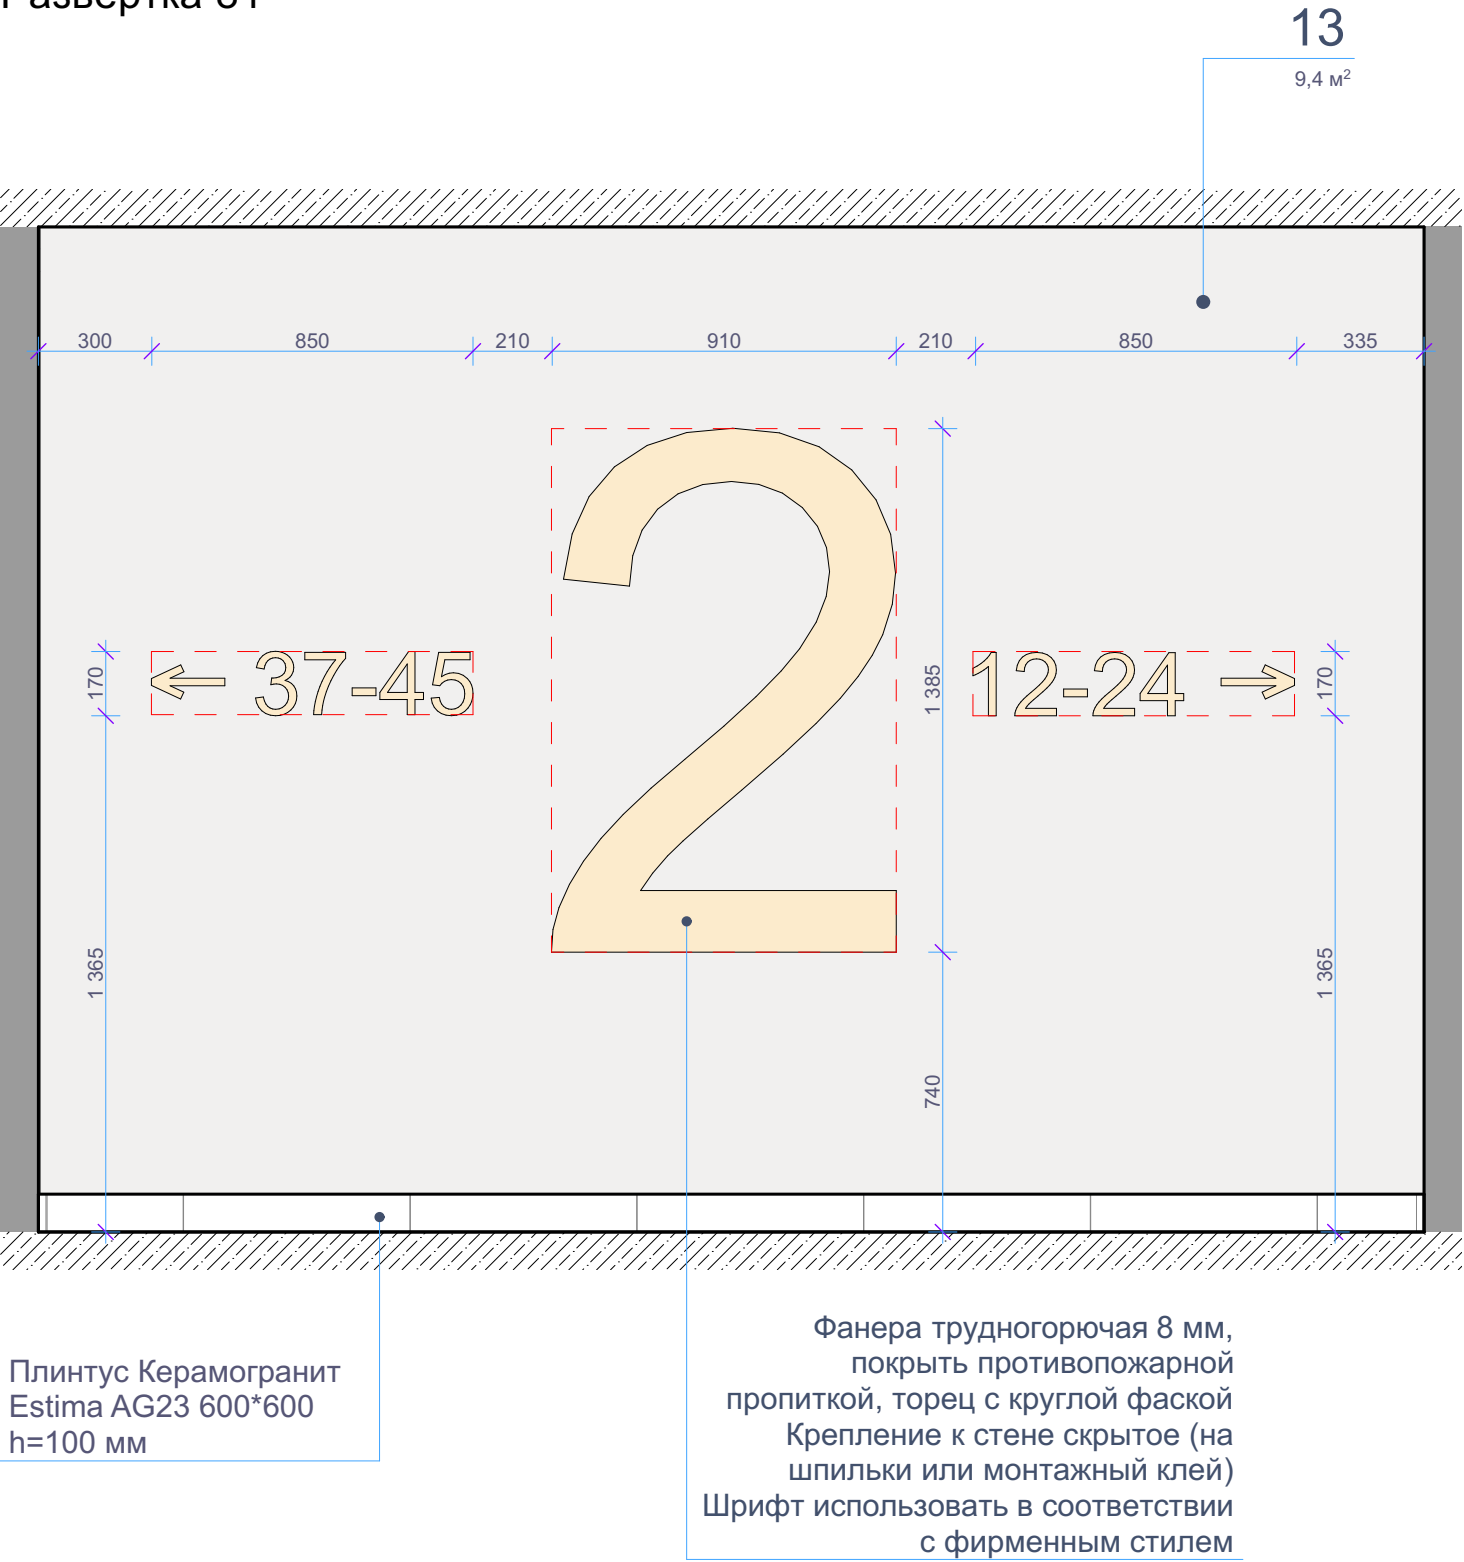 13
9,4 м²
300 850 210 910 210 850 335
← 37-45
2
12-24 →
170
1 385
170
1 365
1 365
740
Фанера трудногорючая 8 мм,
покрыть противопожарной
пропиткой, торец с круглой фаской
Крепление к стене скрытое (на
шпильки или монтажный клей)
Шрифт использовать в соответствии
с фирменным стилем
Плинтус Керамогранит
Estima AG23 600*600
h=100 мм